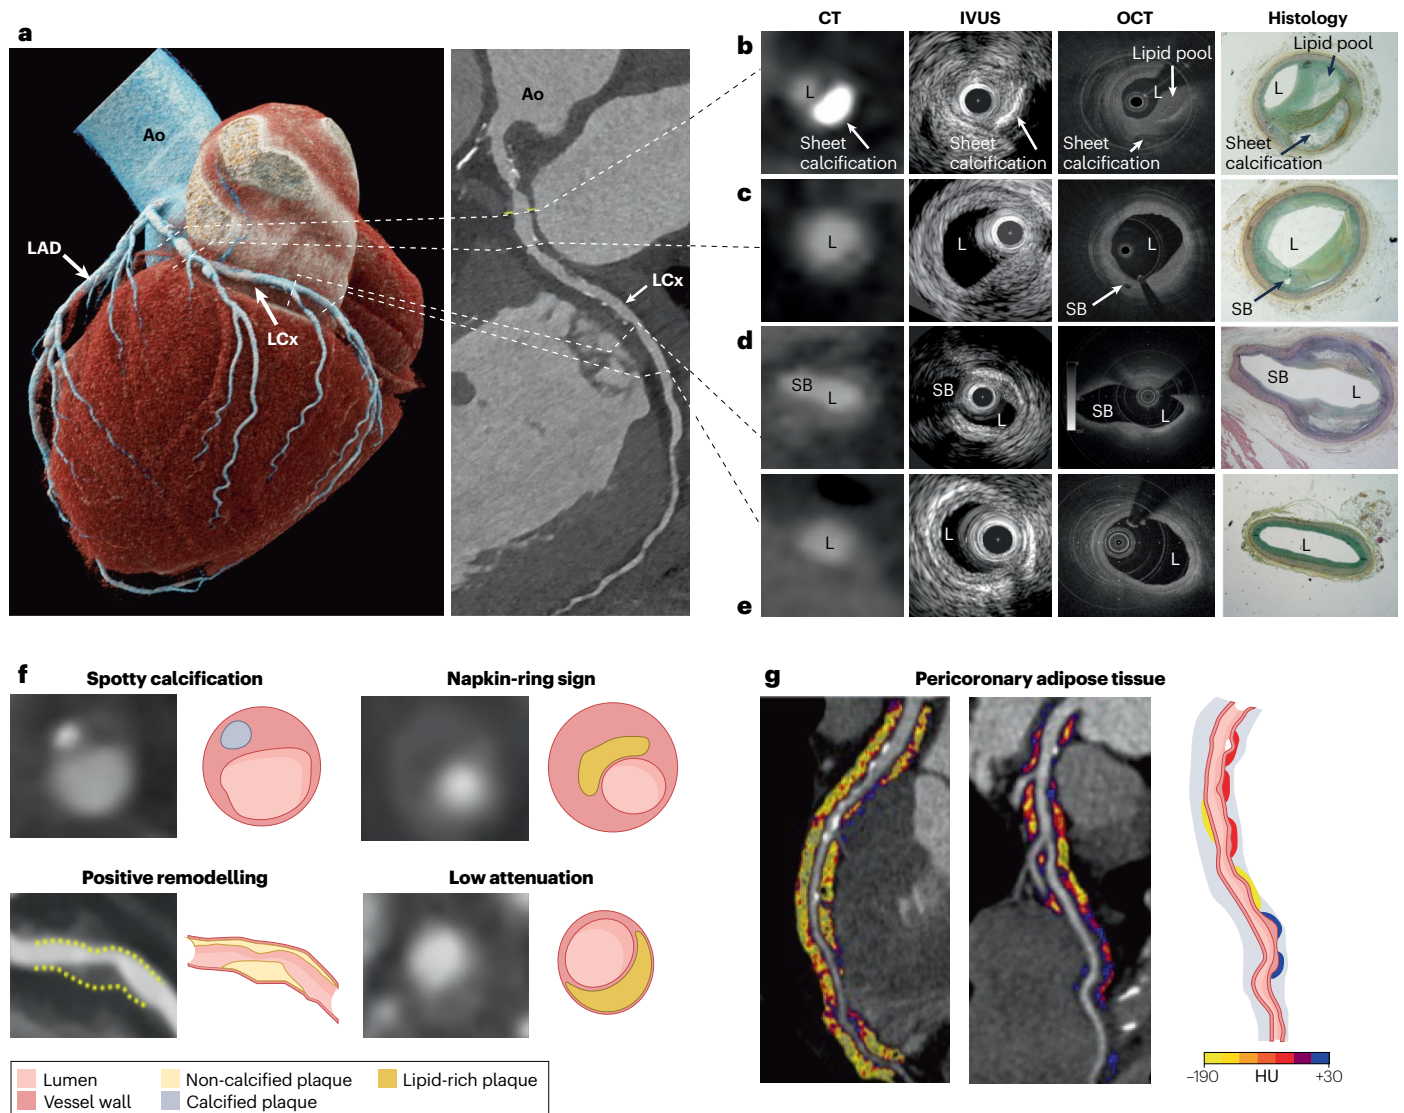 a
Ao
LAD
LCx
Ao
LCx
CT
IVUS
OCT
Histology
b
L
Sheet
calcification
Sheet
calcification
Lipid pool
L
Sheet
calcification
Lipid pool
L
Sheet
calcification
c
L
L
L
SB
L
SB
d
SB
L
SB
L
SB
L
SB
L
e
L
L
L
L
f
Spotty calcification
Napkin-ring sign
Positive remodelling
Low attenuation
Lumen
Vessel wall
Non-calcified plaque
Calcified plaque
Lipid-rich plaque
g
Pericoronary adipose tissue
–190
HU
+30